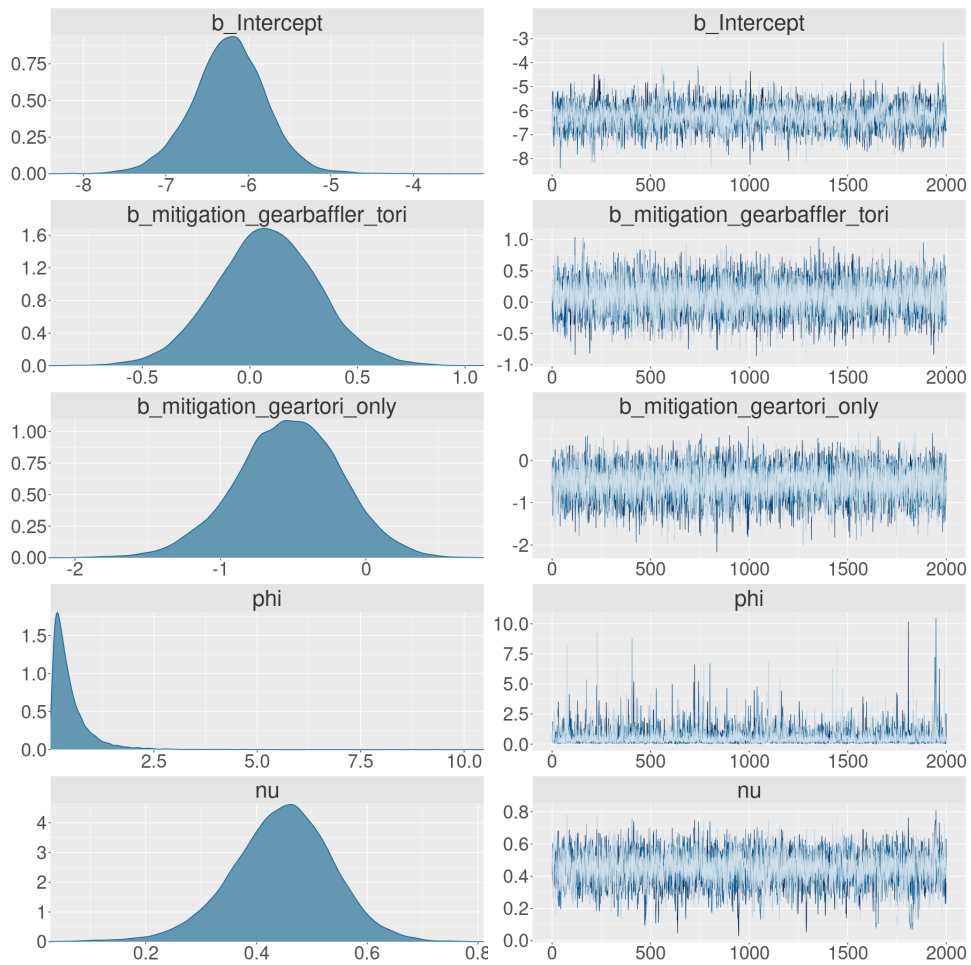 b_Intercept
0.75
0.50
0.25
0.00
-8 -7 -6 -5 -4
b_Intercept
-3
-4
-5
-6
-7
-8
0 500 1000 1500 2000
b_mitigation_gearbaffler_tori
1.6
1.2
0.8
0.4
0.0
-0.5 0.0 0.5 1.0
b_mitigation_gearbaffler_tori
1.0
0.5
0.0
-0.5
-1.0
0 500 1000 1500 2000
b_mitigation_geartori_only
1.00
0.75
0.50
0.25
0.00
-2 -1 0
b_mitigation_geartori_only
0
-1
-2
0 500 1000 1500 2000
phi
1.5
1.0
0.5
0.0
2.5 5.0 7.5 10.0
phi
10.0
7.5
5.0
2.5
0.0
0 500 1000 1500 2000
nu
4
3
2
1
0
0.2 0.4 0.6 0.8
nu
0.8
0.6
0.4
0.2
0.0
0 500 1000 1500 2000